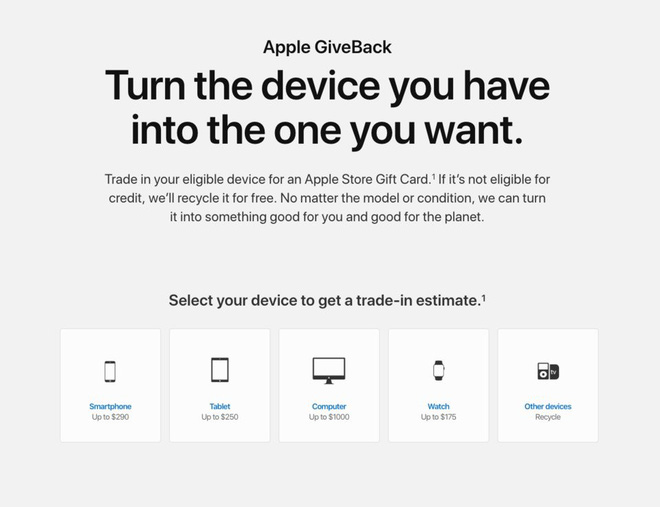 Apple GiveBack
Turn the device you have
into the one you want.
Trade in your eligible device for an Apple Store Gift Card.¹ If it’s not eligible for
credit, we’ll recycle it for free. No matter the model or condition, we can turn
it into something good for you and good for the planet.
Select your device to get a trade-in estimate.¹
Smartphone
Up to $290
Tablet
Up to $250
Computer
Up to $1000
Watch
Up to $175
tv
Other devices
Recycle